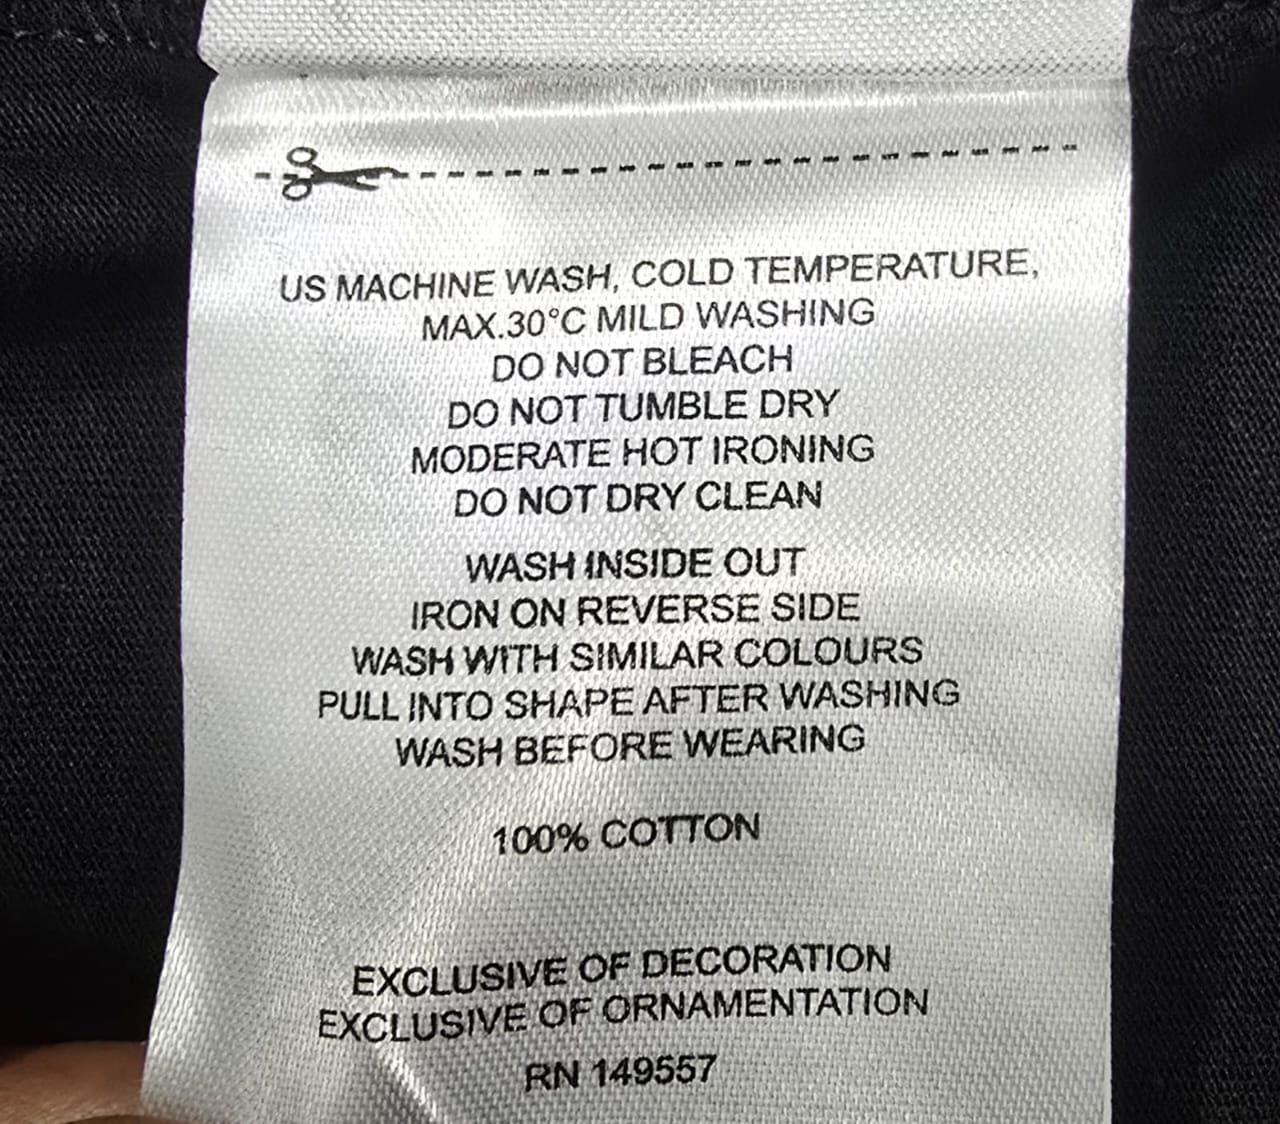 US MACHINE WASH, COLD TEMPERATURE,
MAX.30°C MILD WASHING
DO NOT BLEACH
DO NOT TUMBLE DRY
MODERATE HOT IRONING
DO NOT DRY CLEAN
WASH INSIDE OUT
IRON ON REVERSE SIDE
WASH WITH SIMILAR COLOURS
PULL INTO SHAPE AFTER WASHING
WASH BEFORE WEARING
100% COTTON
EXCLUSIVE OF DECORATION
EXCLUSIVE OF ORNAMENTATION
RN 149557